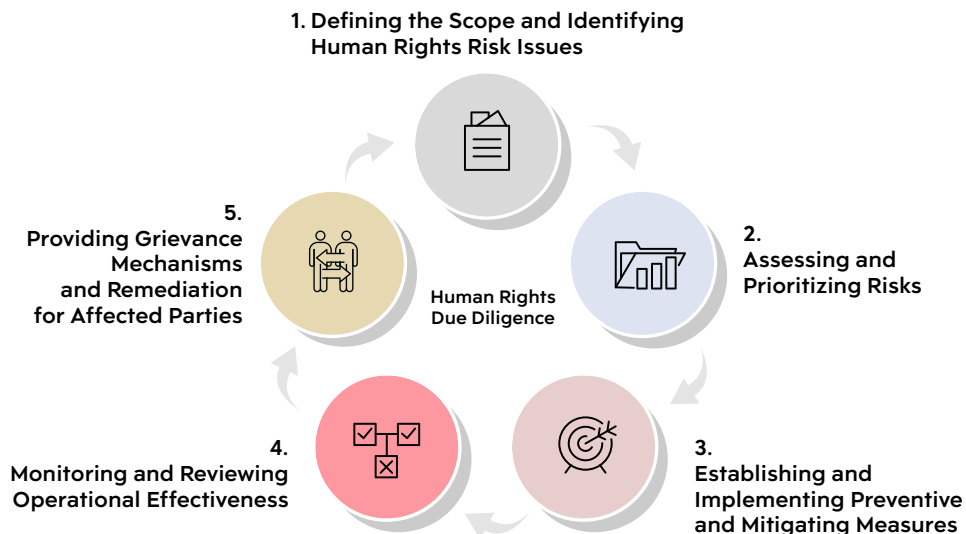 1. Defining the Scope and Identifying
Human Rights Risk Issues
2.
Assessing and
Prioritizing Risks
3.
Establishing and
Implementing Preventive
and Mitigating Measures
4.
Monitoring and Reviewing
Operational Effectiveness
5.
Providing Grievance
Mechanisms
and Remediation
for Affected Parties
Human Rights
Due Diligence